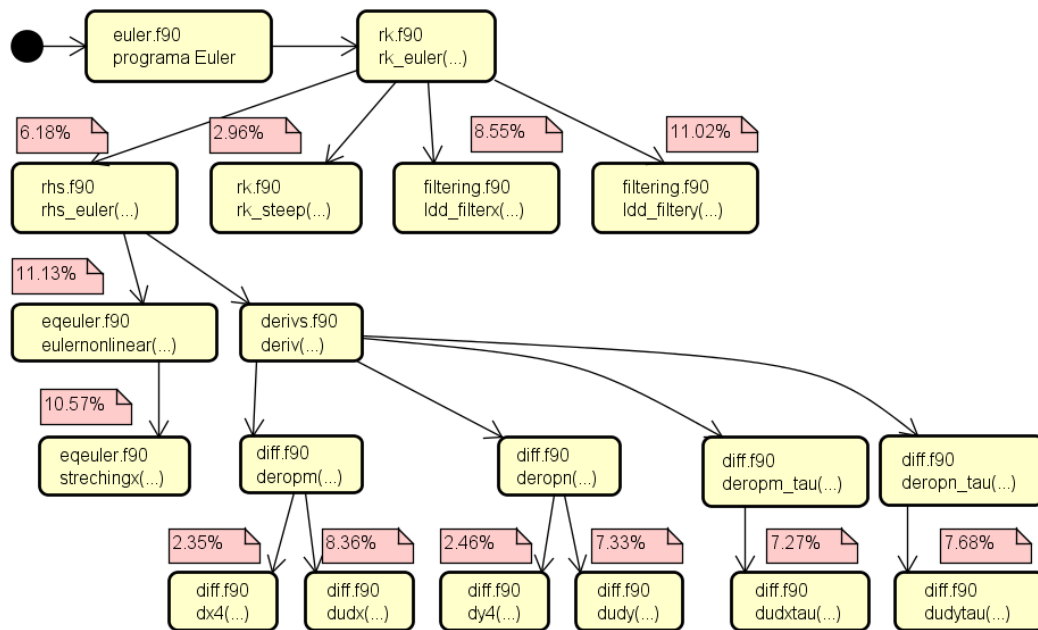 euler.f90
programa Euler
rk.f90
rk_euler(...)
6.18%
2.96%
8.55%
11.02%
rhs.f90
rhs_euler(...)
rk.f90
rk_steep(...)
filtering.f90
ldd_filterx(...)
filtering.f90
ldd_filtery(...)
11.13%
eqeuler.f90
eulernonlinear(...)
derivs.f90
deriv(...)
10.57%
eqeuler.f90
strechingx(...)
diff.f90
deropm(...)
diff.f90
deropn(...)
diff.f90
deropm_tau(...)
diff.f90
deropn_tau(...)
2.35%
8.36%
2.46%
7.33%
7.27%
7.68%
diff.f90
dx4(...)
diff.f90
dudx(...)
diff.f90
dy4(...)
diff.f90
dudy(...)
diff.f90
dudxtau(...)
diff.f90
dudytau(...)